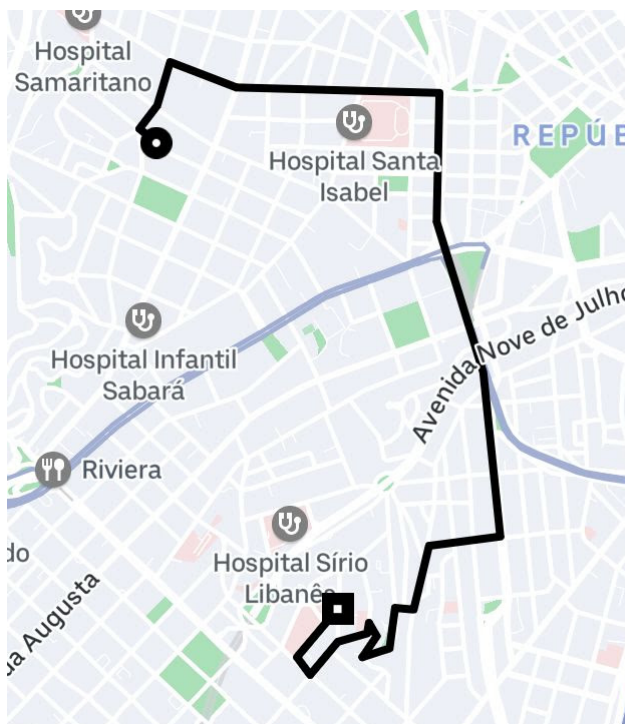 Hospital
Samaritano
REPÚB
Hospital Santa
Isabel
Avenida Nove de Julho
Hospital Infantil
Sabará
Riviera
Hospital Sírio
Libanês
do
da Augusta